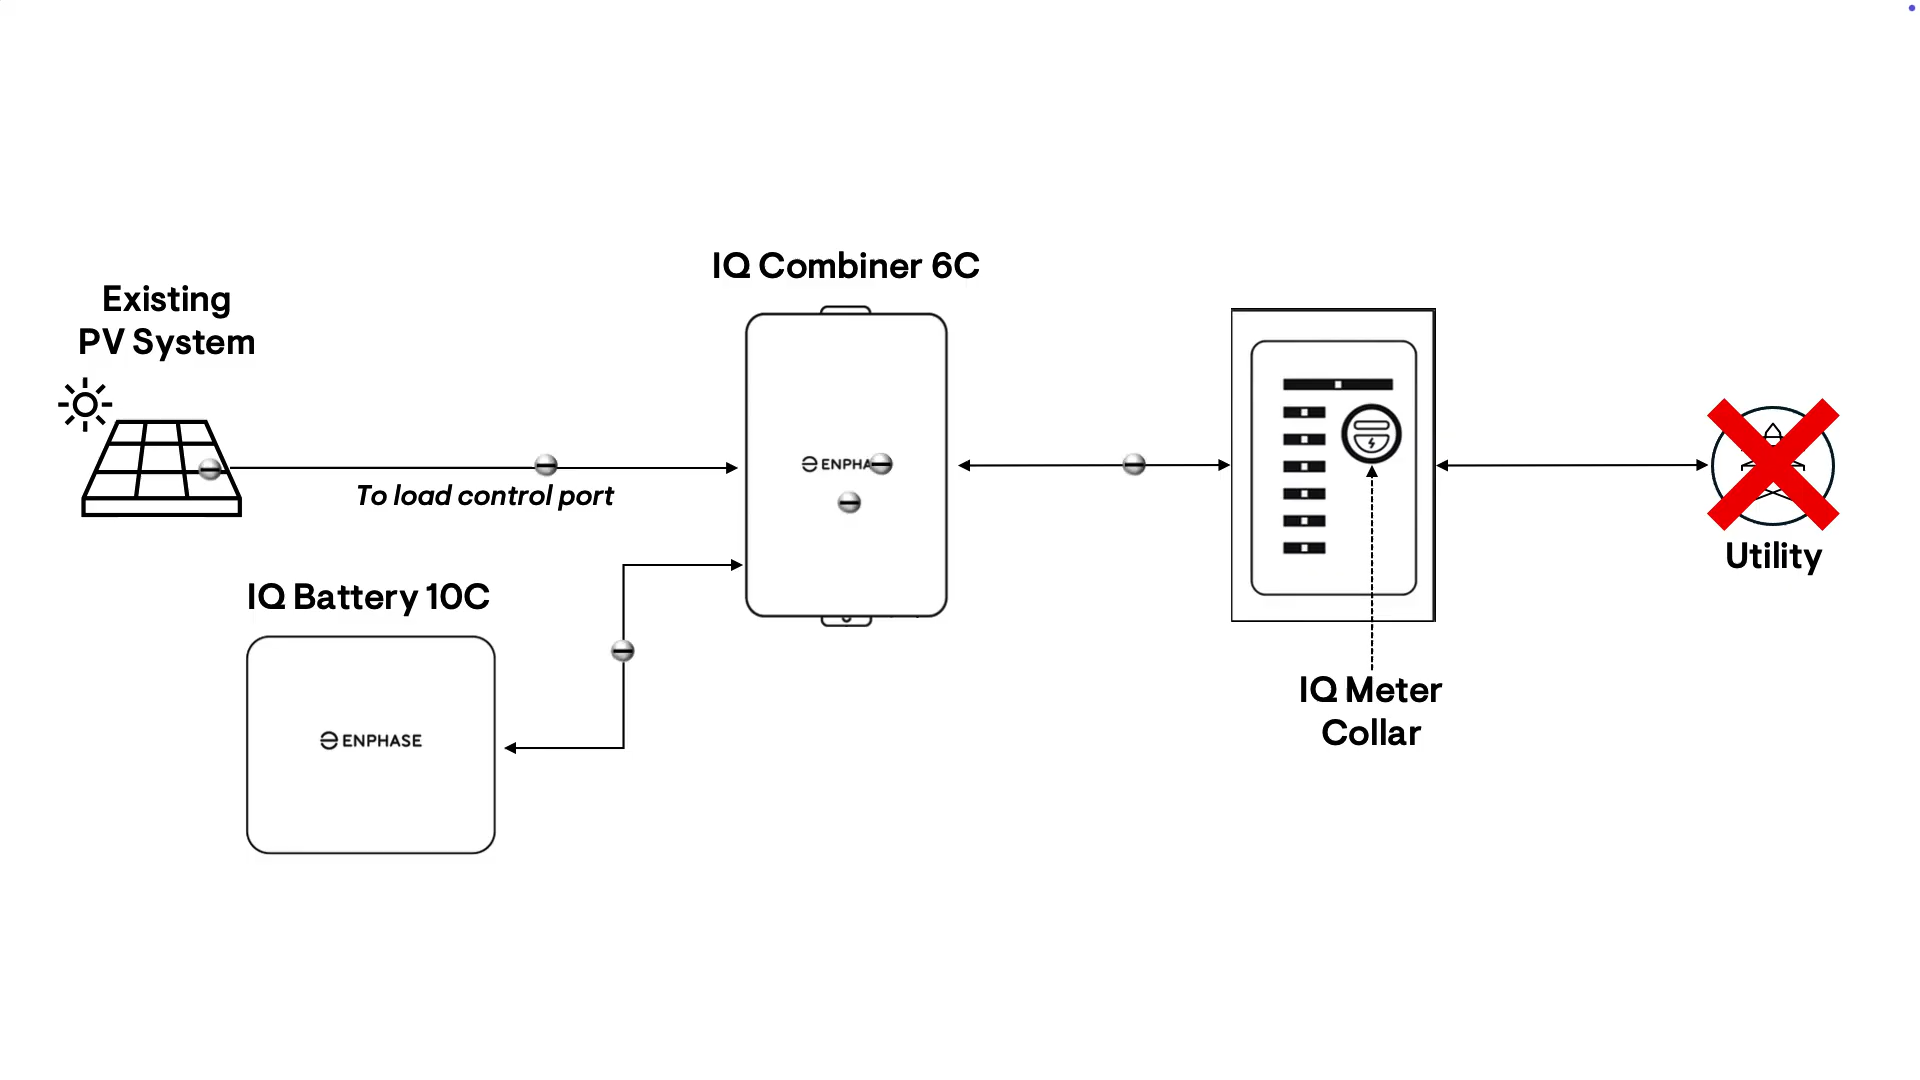 IQ Combiner 6C
Existing
PV System
ENPHA
To load control port
Utility
IQ Battery 10C
ENPHASE
IQ Meter
Collar